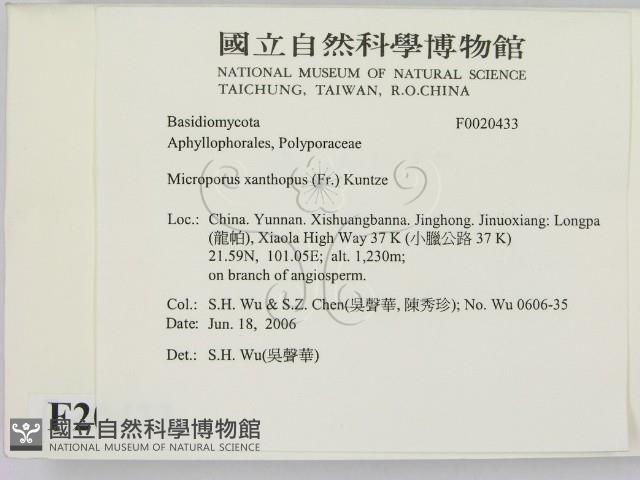 國立自然科學博物館
NATIONAL MUSEUM OF NATURAL SCIENCE
TAICHUNG, TAIWAN, R.O.CHINA
Basidiomycota F0020433
Aphyllophorales, Polyporaceae
Microporus xanthopus (Fr.) Kuntze
Loc.: China. Yunnan. Xishuangbanna. Jinghong. Jinuoxiang: Longpa
(龍帕), Xiaola High Way 37 K (小臘公路 37 K)
21.59N, 101.05E; alt. 1,230m;
on branch of angiosperm.
Col.: S.H. Wu & S.Z. Chen(吳聲華, 陳秀珍); No. Wu 0606-35
Date: Jun. 18, 2006
Det.: S.H. Wu(吳聲華)
F20
國立自然科學博物館
NATIONAL MUSEUM OF NATURAL SCIENCE